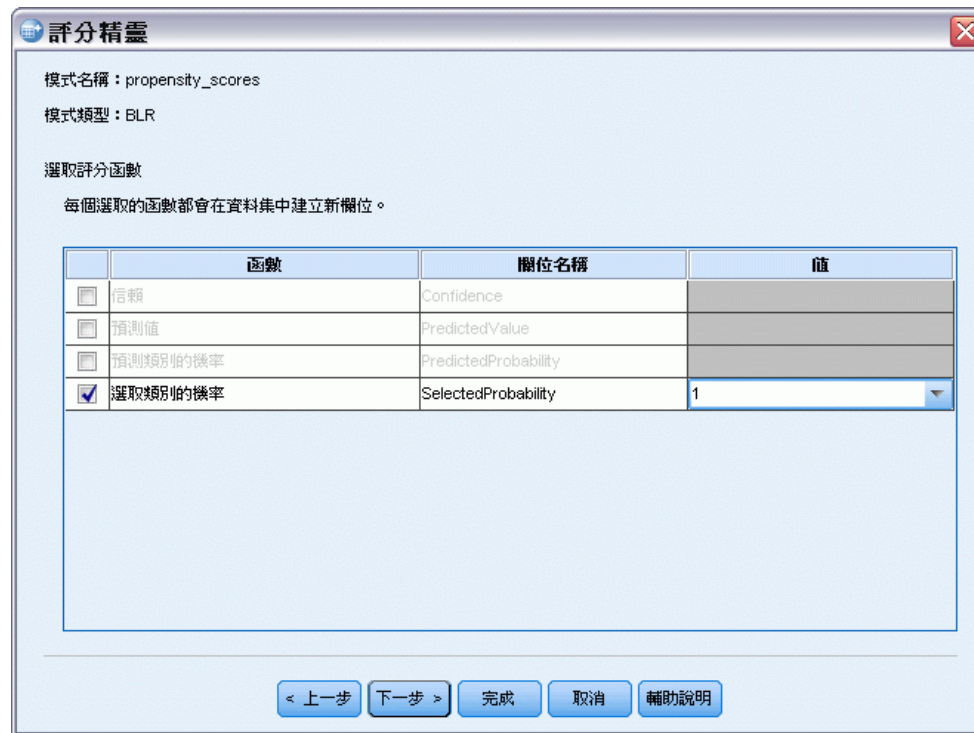 評分精靈
模式名稱：propensity_scores
模式類型：BLR
選取評分函數
每個選取的函數都會在資料集中建立新欄位。
函數 欄位名稱 值
信賴 Confidence
預測值 PredictedValue
預測類別的機率 PredictedProbability
選取類別的機率 SelectedProbability 1
< 上一步 下一步 > 完成 取消 輔助說明